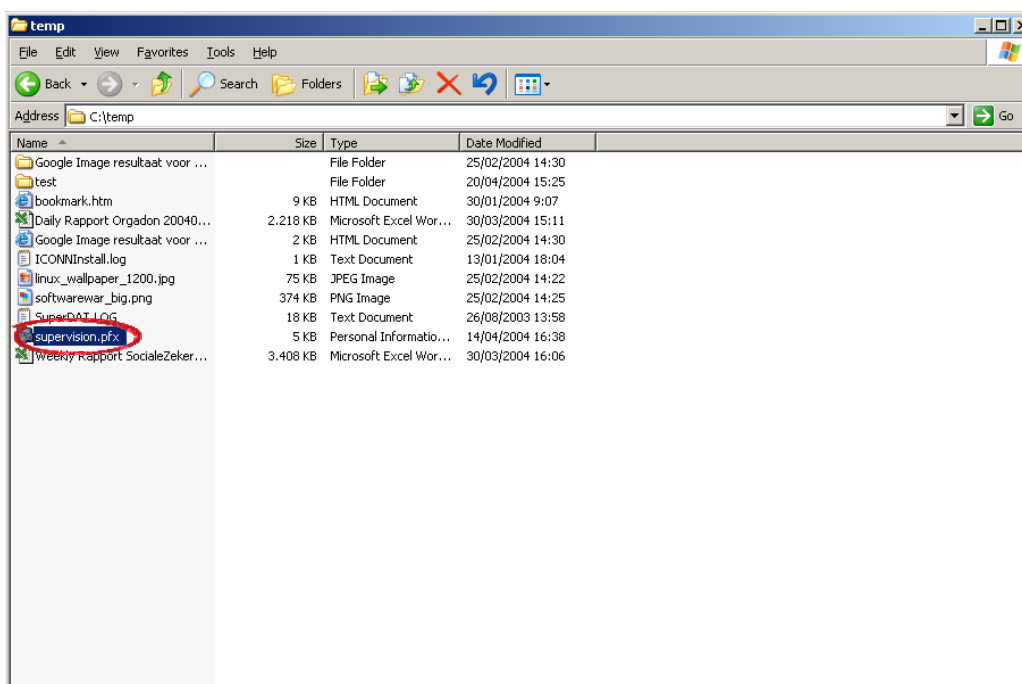 temp
File Edit View Favorites Tools Help
Back Search Folders
Address C:\temp Go
Name Size Type Date Modified
Google Image resultaat voor ... File Folder 25/02/2004 14:30
test File Folder 20/04/2004 15:25
bookmark.htm 9 KB HTML Document 30/01/2004 9:07
Daily Rapport Orgadon 20040... 2.218 KB Microsoft Excel Wor... 30/03/2004 15:11
Google Image resultaat voor ... 2 KB HTML Document 25/02/2004 14:30
ICONNInstall.log 1 KB Text Document 13/01/2004 18:04
linux_wallpaper_1200.jpg 75 KB JPEG Image 25/02/2004 14:22
softwarewar_big.png 374 KB PNG Image 25/02/2004 14:25
SuperDAT.LOG 18 KB Text Document 26/08/2003 13:58
supervision.pfx 5 KB Personal Informatio... 14/04/2004 16:38
Weekly Rapport SocialeZeker... 3.408 KB Microsoft Excel Wor... 30/03/2004 16:06